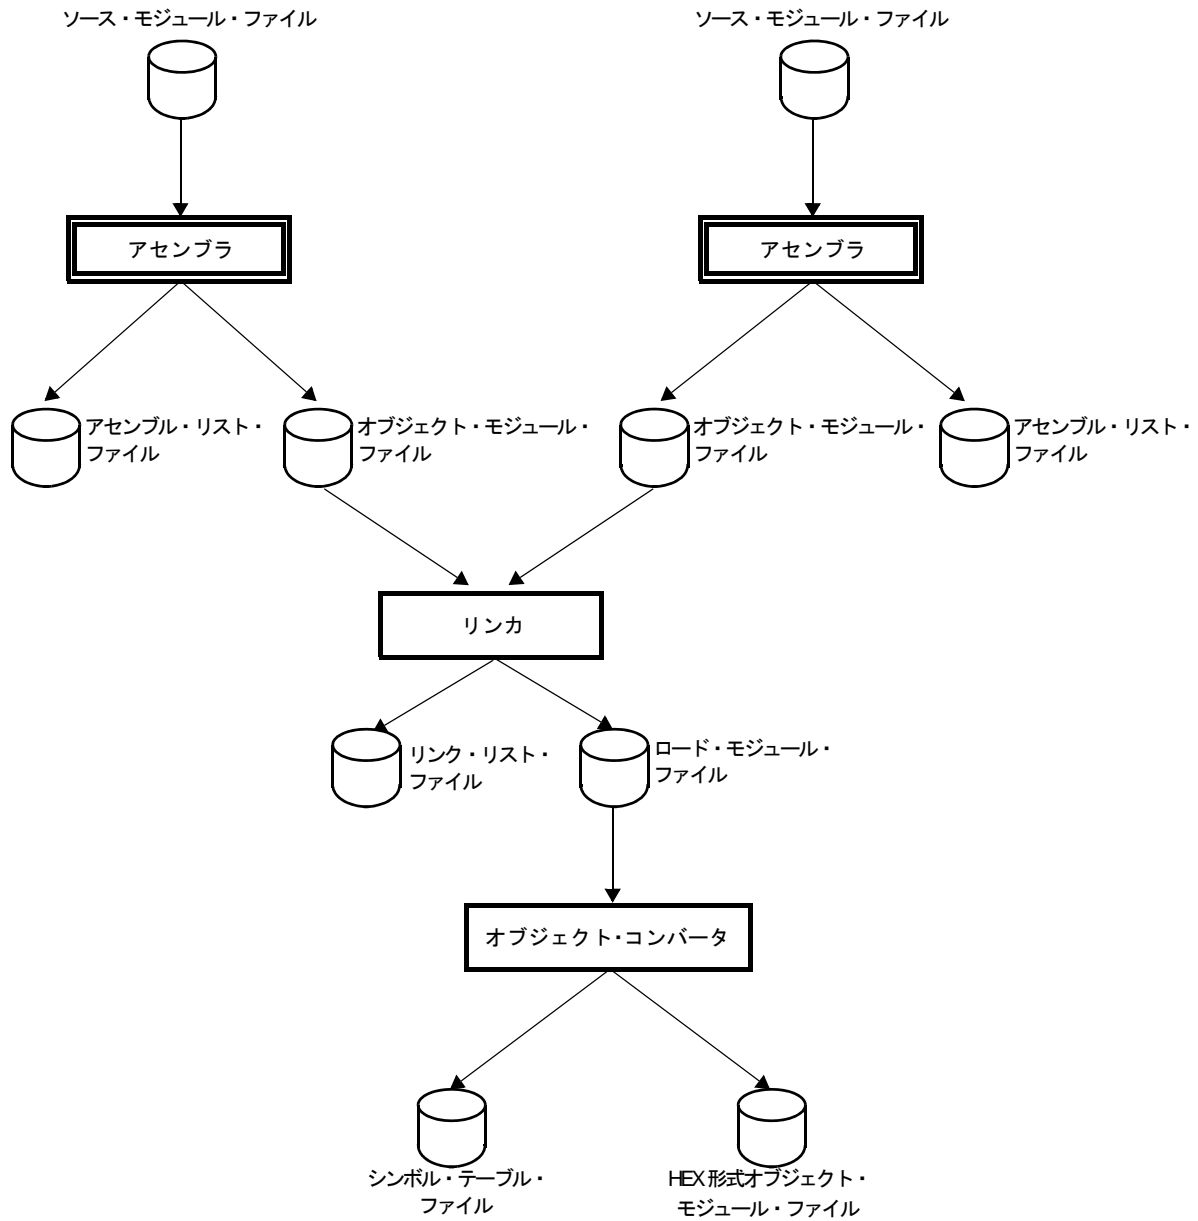 ソース・モジュール・ファイル
ソース・モジュール・ファイル
アセンブラ
アセンブラ
アセンブル・リスト・
ファイル
オブジェクト・モジュール・
ファイル
オブジェクト・モジュール・
ファイル
アセンブル・リスト・
ファイル
リンカ
リンク・リスト・
ファイル
ロード・モジュール・
ファイル
オブジェクト・コンバータ
シンボル・テーブル・
ファイル
HEX 形式オブジェクト・
モジュール・ファイル